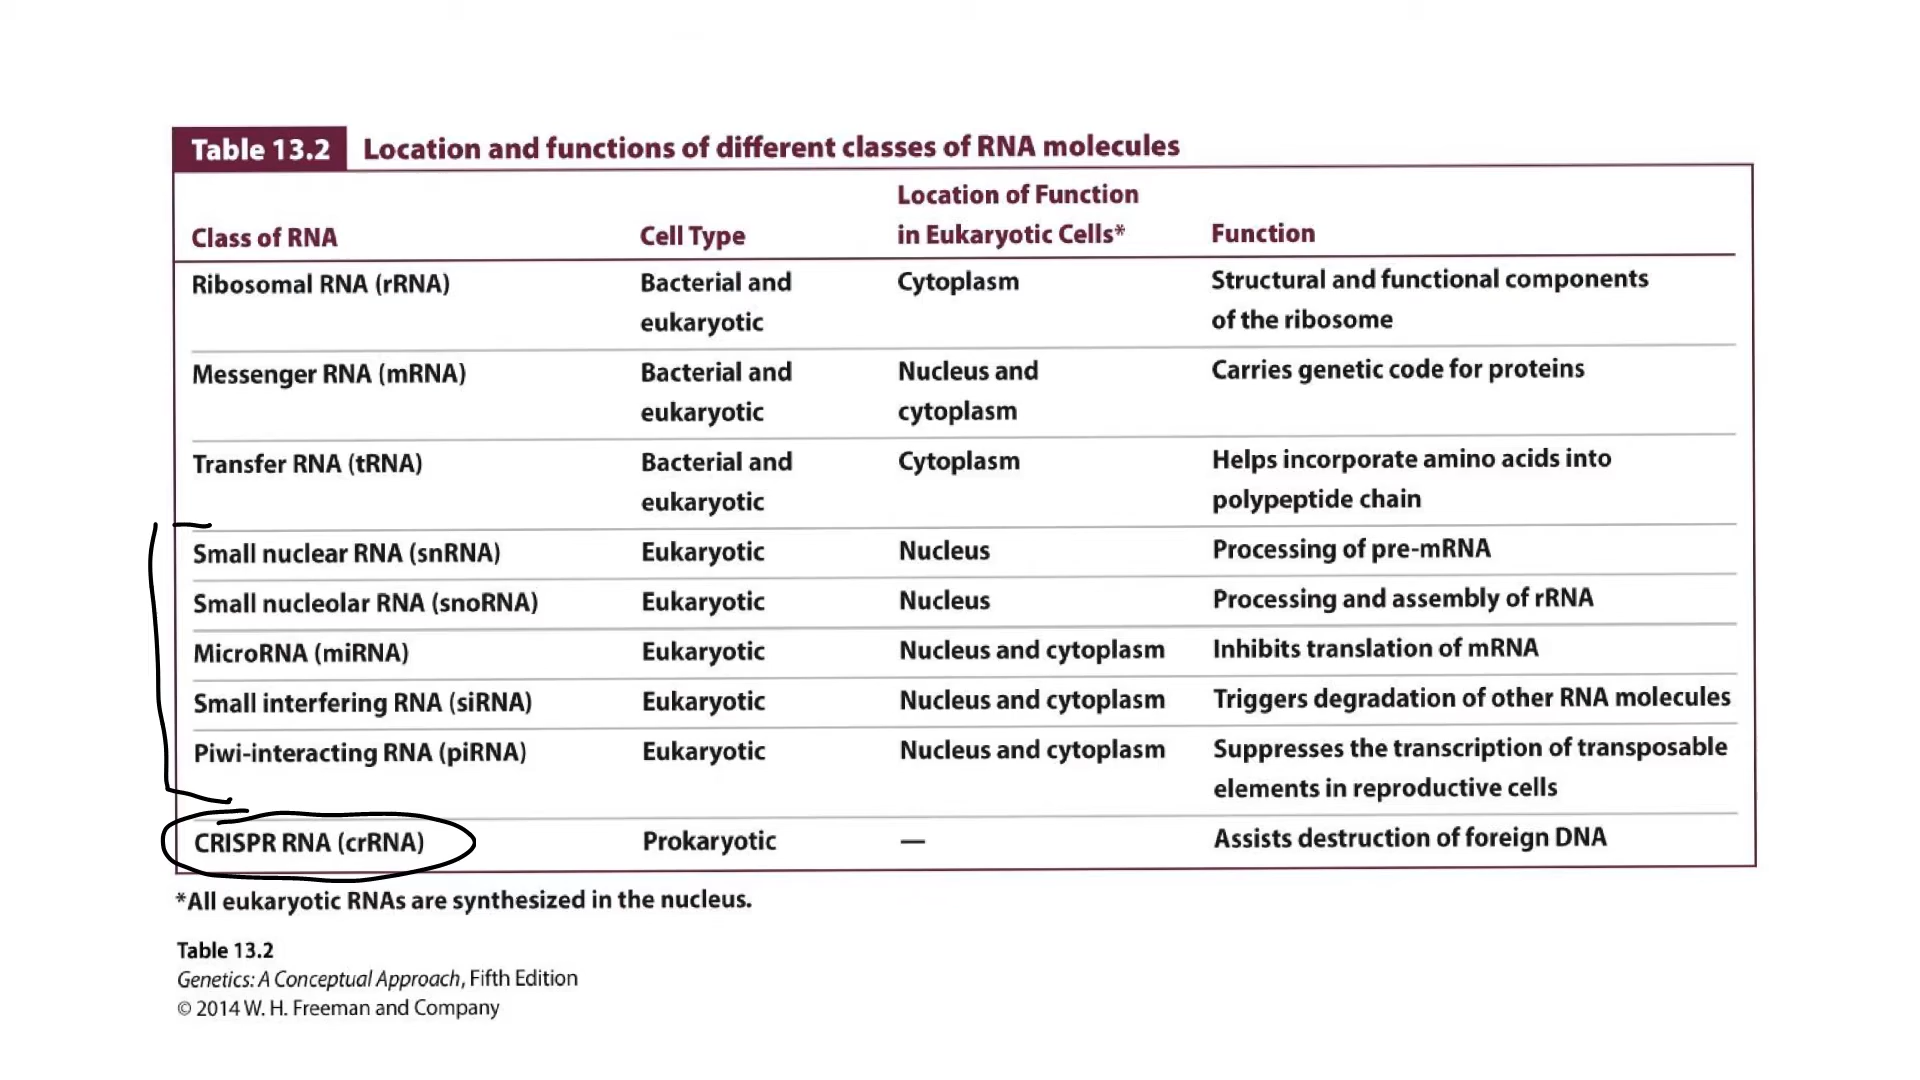 Table 13.2 Location and functions of different classes of RNA molecules
Class of RNA Cell Type Location of Function in Eukaryotic Cells* Function
Ribosomal RNA (rRNA) Bacterial and eukaryotic Cytoplasm Structural and functional components of the ribosome
Messenger RNA (mRNA) Bacterial and eukaryotic Nucleus and cytoplasm Carries genetic code for proteins
Transfer RNA (tRNA) Bacterial and eukaryotic Cytoplasm Helps incorporate amino acids into polypeptide chain
Small nuclear RNA (snRNA) Eukaryotic Nucleus Processing of pre-mRNA
Small nucleolar RNA (snoRNA) Eukaryotic Nucleus Processing and assembly of rRNA
MicroRNA (miRNA) Eukaryotic Nucleus and cytoplasm Inhibits translation of mRNA
Small interfering RNA (siRNA) Eukaryotic Nucleus and cytoplasm Triggers degradation of other RNA molecules
Piwi-interacting RNA (piRNA) Eukaryotic Nucleus and cytoplasm Suppresses the transcription of transposable elements in reproductive cells
CRISPR RNA (crRNA) Prokaryotic — Assists destruction of foreign DNA
*All eukaryotic RNAs are synthesized in the nucleus.
Table 13.2
Genetics: A Conceptual Approach, Fifth Edition
© 2014 W. H. Freeman and Company